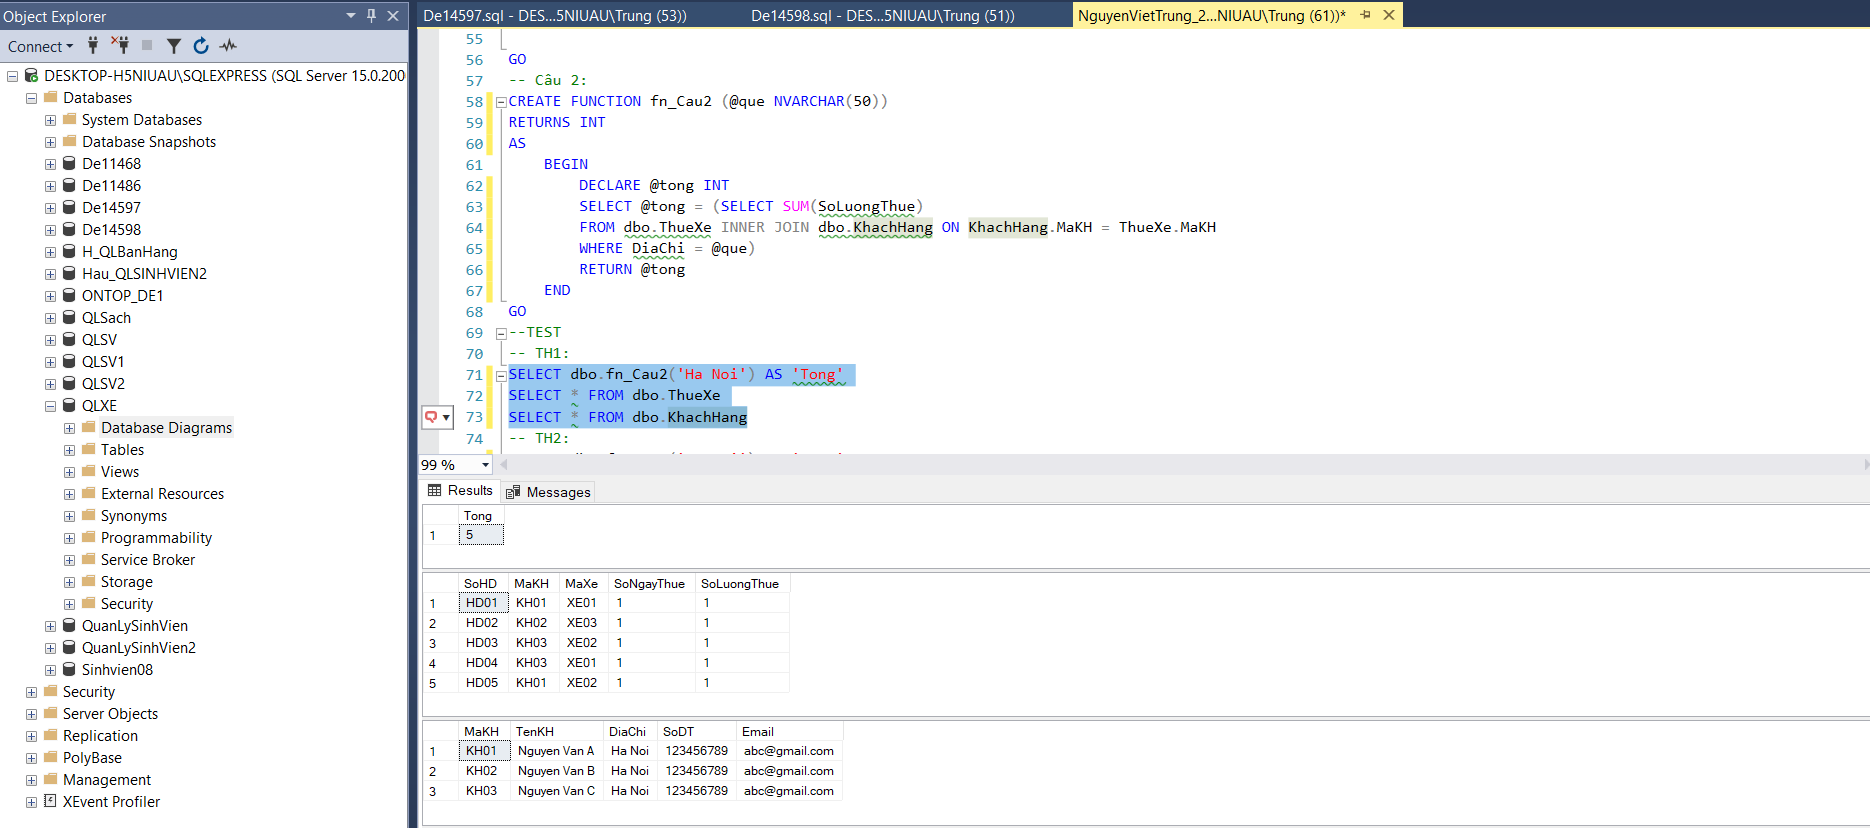 Object Explorer
Connect
DESKTOP-H5NIUAU\SQLEXPRESS (SQL Server 15.0.200
Databases
System Databases
Database Snapshots
De11468
De11486
De14597
De14598
H_QLBanHang
Hau_QLSINHVIEN2
ONTOP_DE1
QLSach
QLSV
QLSV1
QLSV2
QLXE
Database Diagrams
Tables
Views
External Resources
Synonyms
Programmability
Service Broker
Storage
Security
QuanLySinhVien
QuanLySinhVien2
Sinhvien08
Security
Server Objects
Replication
PolyBase
Management
XEvent Profiler
De14597.sql - DES...5NIUAU\Trung (53)) De14598.sql - DES...5NIUAU\Trung (51)) NguyenVietTrung_2...NIUAU\Trung (61))*
55
56 GO
57 -- Câu 2:
58 CREATE FUNCTION fn_Cau2 (@que NVARCHAR(50))
59 RETURNS INT
60 AS
61 BEGIN
62 DECLARE @tong INT
63 SELECT @tong = (SELECT SUM(SoLuongThue)
64 FROM dbo.ThueXe INNER JOIN dbo.KhachHang ON KhachHang.MaKH = ThueXe.MaKH
65 WHERE DiaChi = @que)
66 RETURN @tong
67 END
68 GO
69 --TEST
70 -- TH1:
71 SELECT dbo.fn_Cau2('Ha Noi') AS 'Tong'
72 SELECT * FROM dbo.ThueXe
73 SELECT * FROM dbo.KhachHang
74 -- TH2:
99 %
Results Messages
Tong
1 5
SoHD MaKH MaXe SoNgayThue SoLuongThue
1 HD01 KH01 XE01 1 1
2 HD02 KH02 XE03 1 1
3 HD03 KH03 XE02 1 1
4 HD04 KH03 XE01 1 1
5 HD05 KH01 XE02 1 1
MaKH TenKH DiaChi SoDT Email
1 KH01 Nguyen Van A Ha Noi 123456789 abc@gmail.com
2 KH02 Nguyen Van B Ha Noi 123456789 abc@gmail.com
3 KH03 Nguyen Van C Ha Noi 123456789 abc@gmail.com